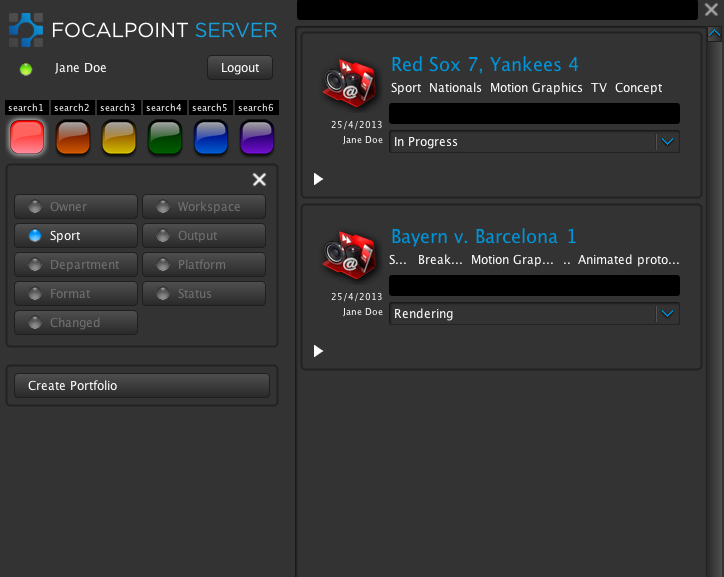 FOCALPOINT SERVER
Jane Doe
Logout
search1 search2 search3 search4 search5 search6
Owner
Workspace
Sport
Output
Department
Platform
Format
Status
Changed
Create Portfolio
Red Sox 7, Yankees 4
Sport Nationals Motion Graphics TV Concept
25/4/2013
Jane Doe
In Progress
Bayern v. Barcelona 1
S... Break... Motion Grap... .. Animated proto...
25/4/2013
Jane Doe
Rendering